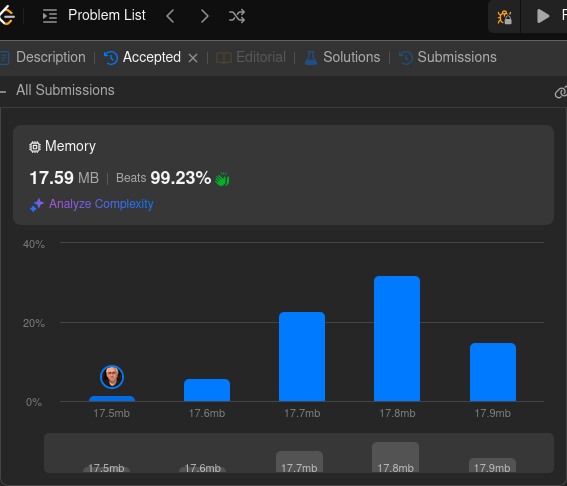 Problem List
Description Accepted Editorial Solutions Submissions
All Submissions
Memory
17.59 MB Beats 99.23%
Analyze Complexity
40%
20%
0%
17.5mb 17.6mb 17.7mb 17.8mb 17.9mb
17.5mb 17.6mb 17.7mb 17.8mb 17.9mb